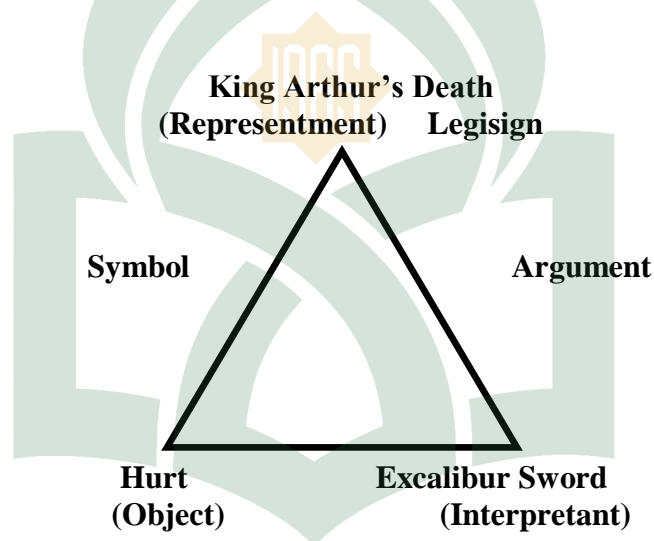 King Arthur’s Death
(Representment) Legisign
Symbol Argument
Hurt Excalibur Sword
(Object) (Interpretant)